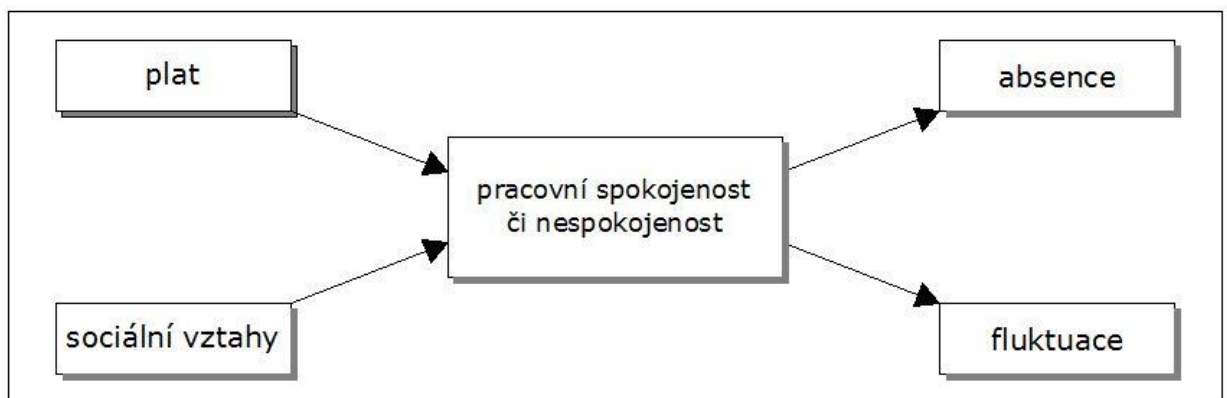 plat
absence
pracovní spokojenost
či nespokojenost
sociální vztahy
fluktuace